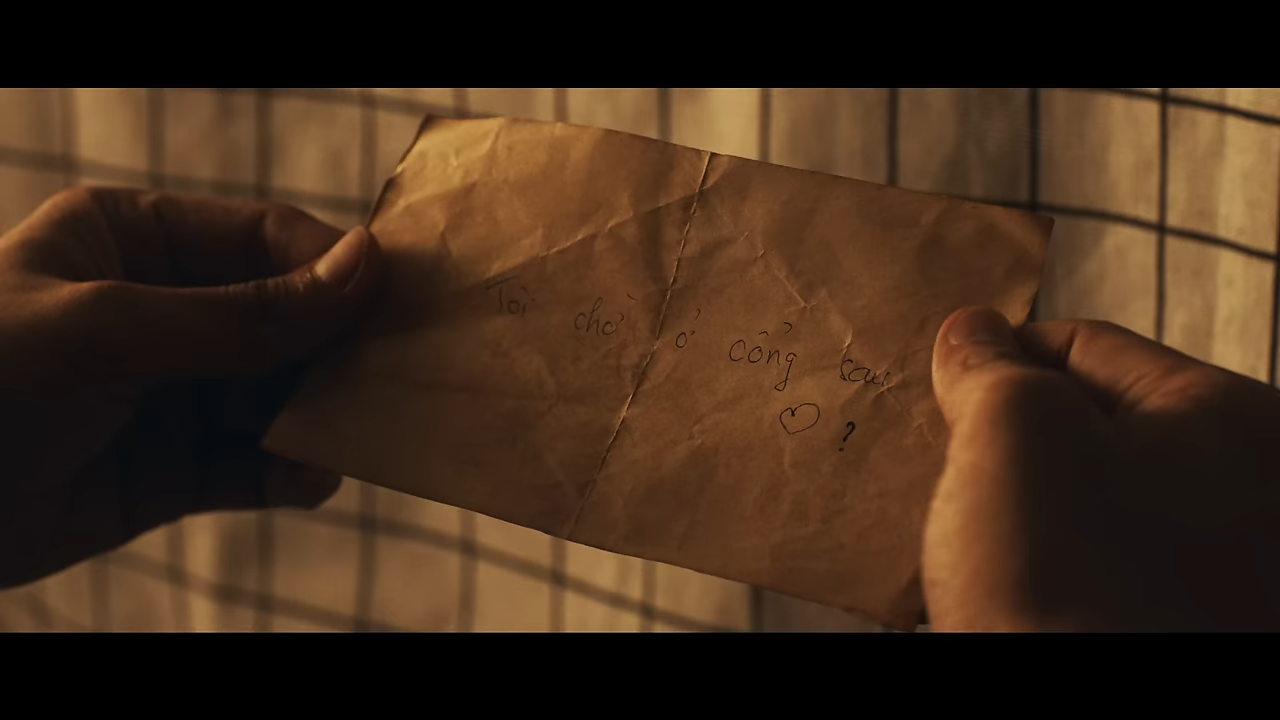 Tôi chờ ở cổng sau
♡ ?